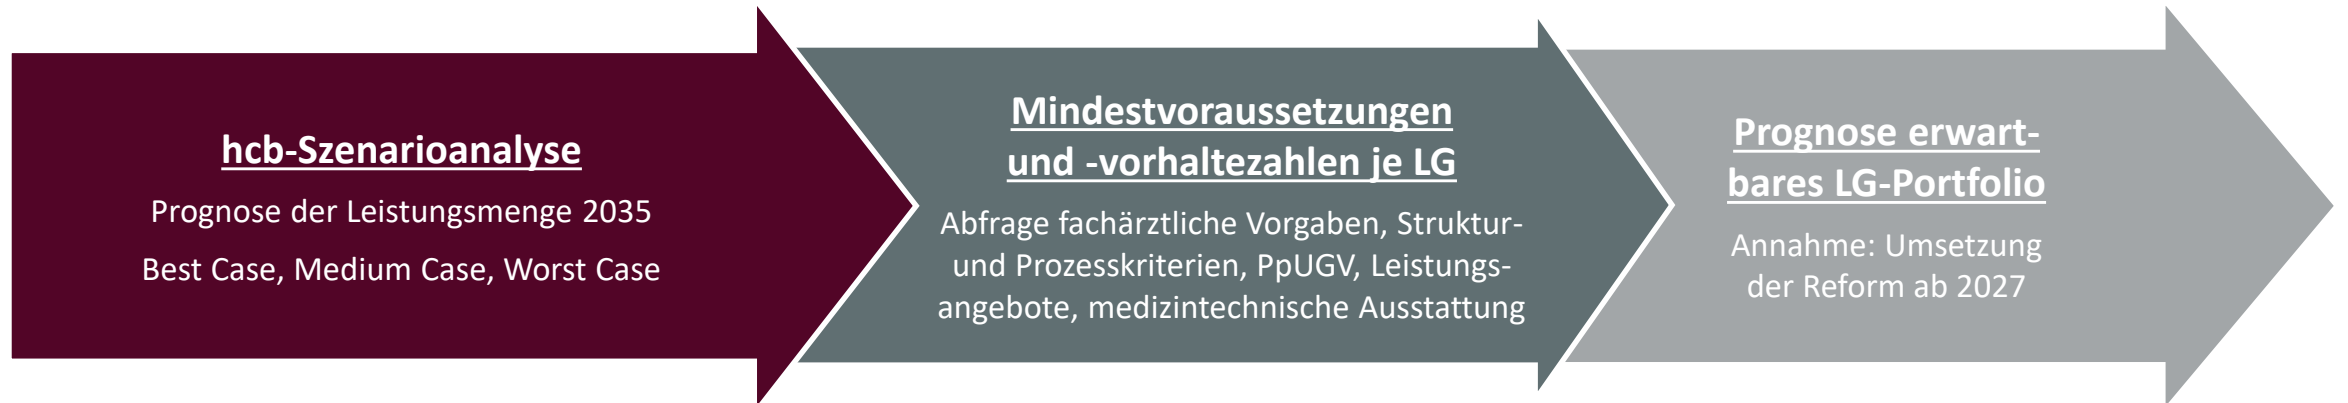 hcb-Szenarioanalyse
Prognose der Leistungsmenge 2035
Best Case, Medium Case, Worst Case
Mindestvoraussetzungen
und -vorhaltezahlen je LG
Abfrage fachärztliche Vorgaben, Struktur-
und Prozesskriterien, PpUGV, Leistungs-
angebote, medizintechnische Ausstattung
Prognose erwart-
bares LG-Portfolio
Annahme: Umsetzung
der Reform ab 2027